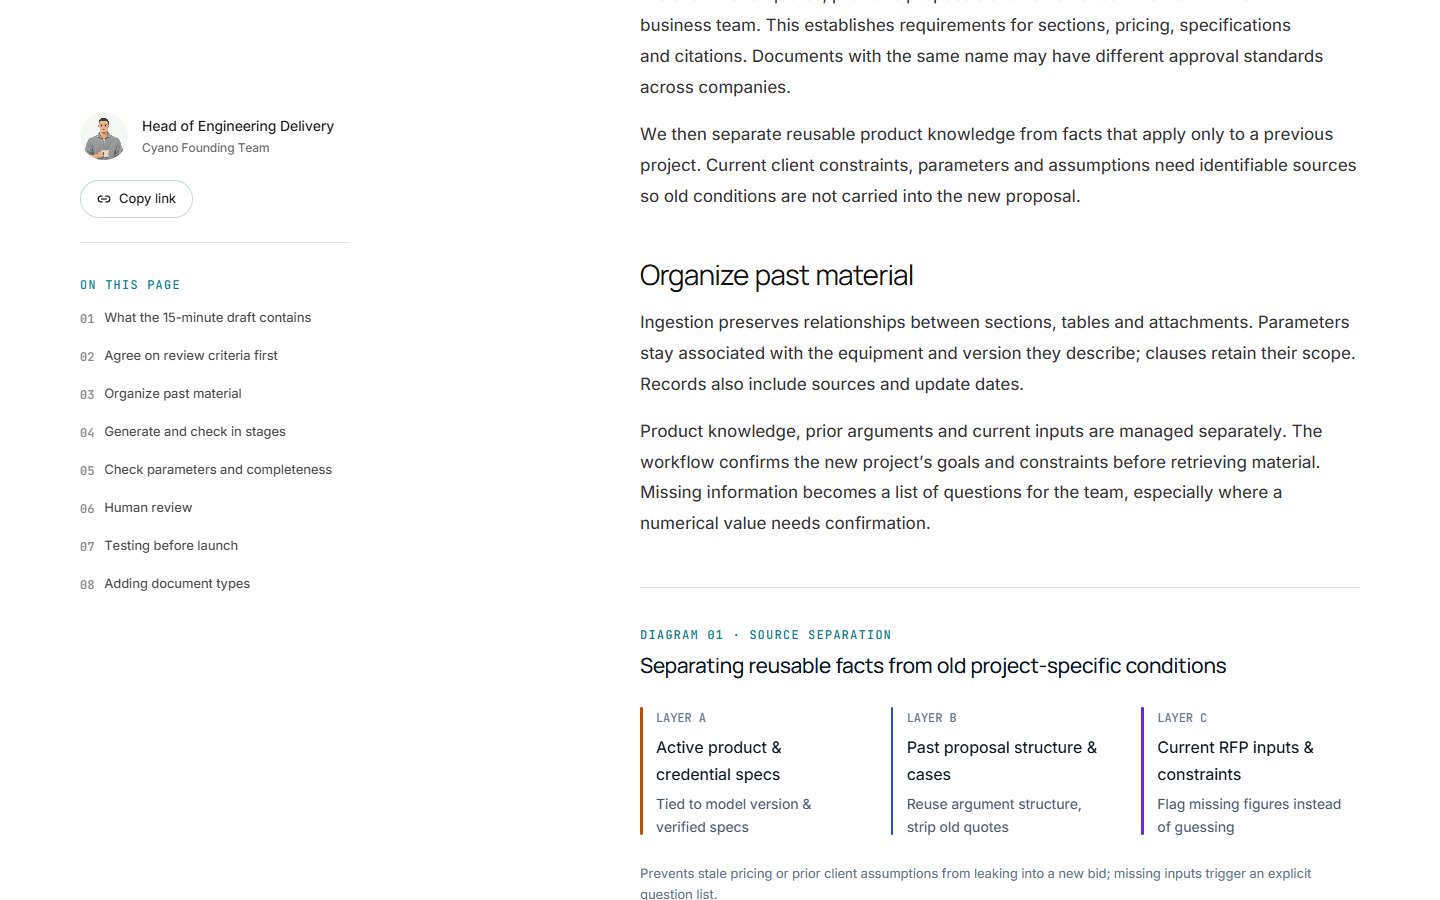 Head of Engineering Delivery
Cyano Founding Team
Copy link
ON THIS PAGE
01 What the 15-minute draft contains
02 Agree on review criteria first
03 Organize past material
04 Generate and check in stages
05 Check parameters and completeness
06 Human review
07 Testing before launch
08 Adding document types
business team. This establishes requirements for sections, pricing, specifications
and citations. Documents with the same name may have different approval standards
across companies.
We then separate reusable product knowledge from facts that apply only to a previous
project. Current client constraints, parameters and assumptions need identifiable sources
so old conditions are not carried into the new proposal.
Organize past material
Ingestion preserves relationships between sections, tables and attachments. Parameters
stay associated with the equipment and version they describe; clauses retain their scope.
Records also include sources and update dates.
Product knowledge, prior arguments and current inputs are managed separately. The
workflow confirms the new project’s goals and constraints before retrieving material.
Missing information becomes a list of questions for the team, especially where a
numerical value needs confirmation.
DIAGRAM 01 · SOURCE SEPARATION
Separating reusable facts from old project-specific conditions
LAYER A
Active product &
credential specs
Tied to model version &
verified specs
LAYER B
Past proposal structure &
cases
Reuse argument structure,
strip old quotes
LAYER C
Current RFP inputs &
constraints
Flag missing figures instead
of guessing
Prevents stale pricing or prior client assumptions from leaking into a new bid; missing inputs trigger an explicit
question list.